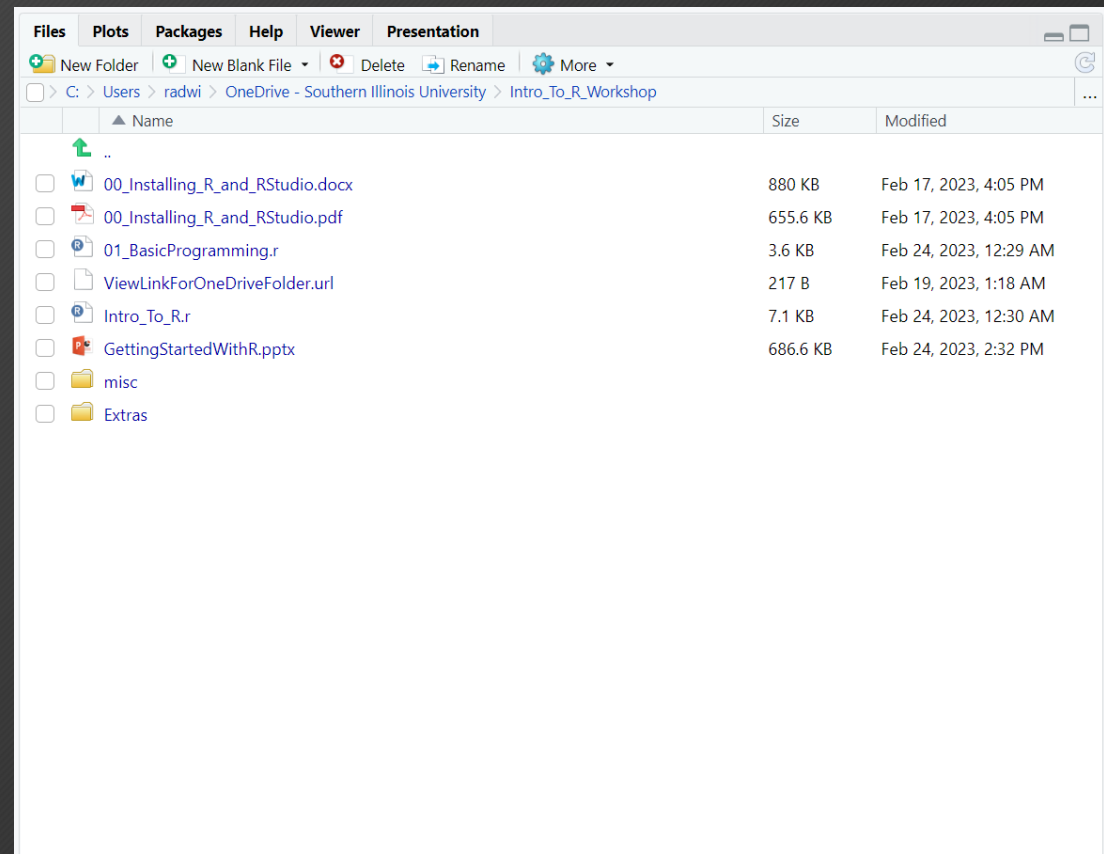 Files Plots Packages Help Viewer Presentation
New Folder New Blank File Delete Rename More
C: > Users > radwi > OneDrive - Southern Illinois University > Intro_To_R_Workshop ...
Name Size Modified
..
00_Installing_R_and_RStudio.docx 880 KB Feb 17, 2023, 4:05 PM
00_Installing_R_and_RStudio.pdf 655.6 KB Feb 17, 2023, 4:05 PM
01_BasicProgramming.r 3.6 KB Feb 24, 2023, 12:29 AM
ViewLinkForOneDriveFolder.url 217 B Feb 19, 2023, 1:18 AM
Intro_To_R.r 7.1 KB Feb 24, 2023, 12:30 AM
GettingStartedWithR.pptx 686.6 KB Feb 24, 2023, 2:32 PM
misc
Extras